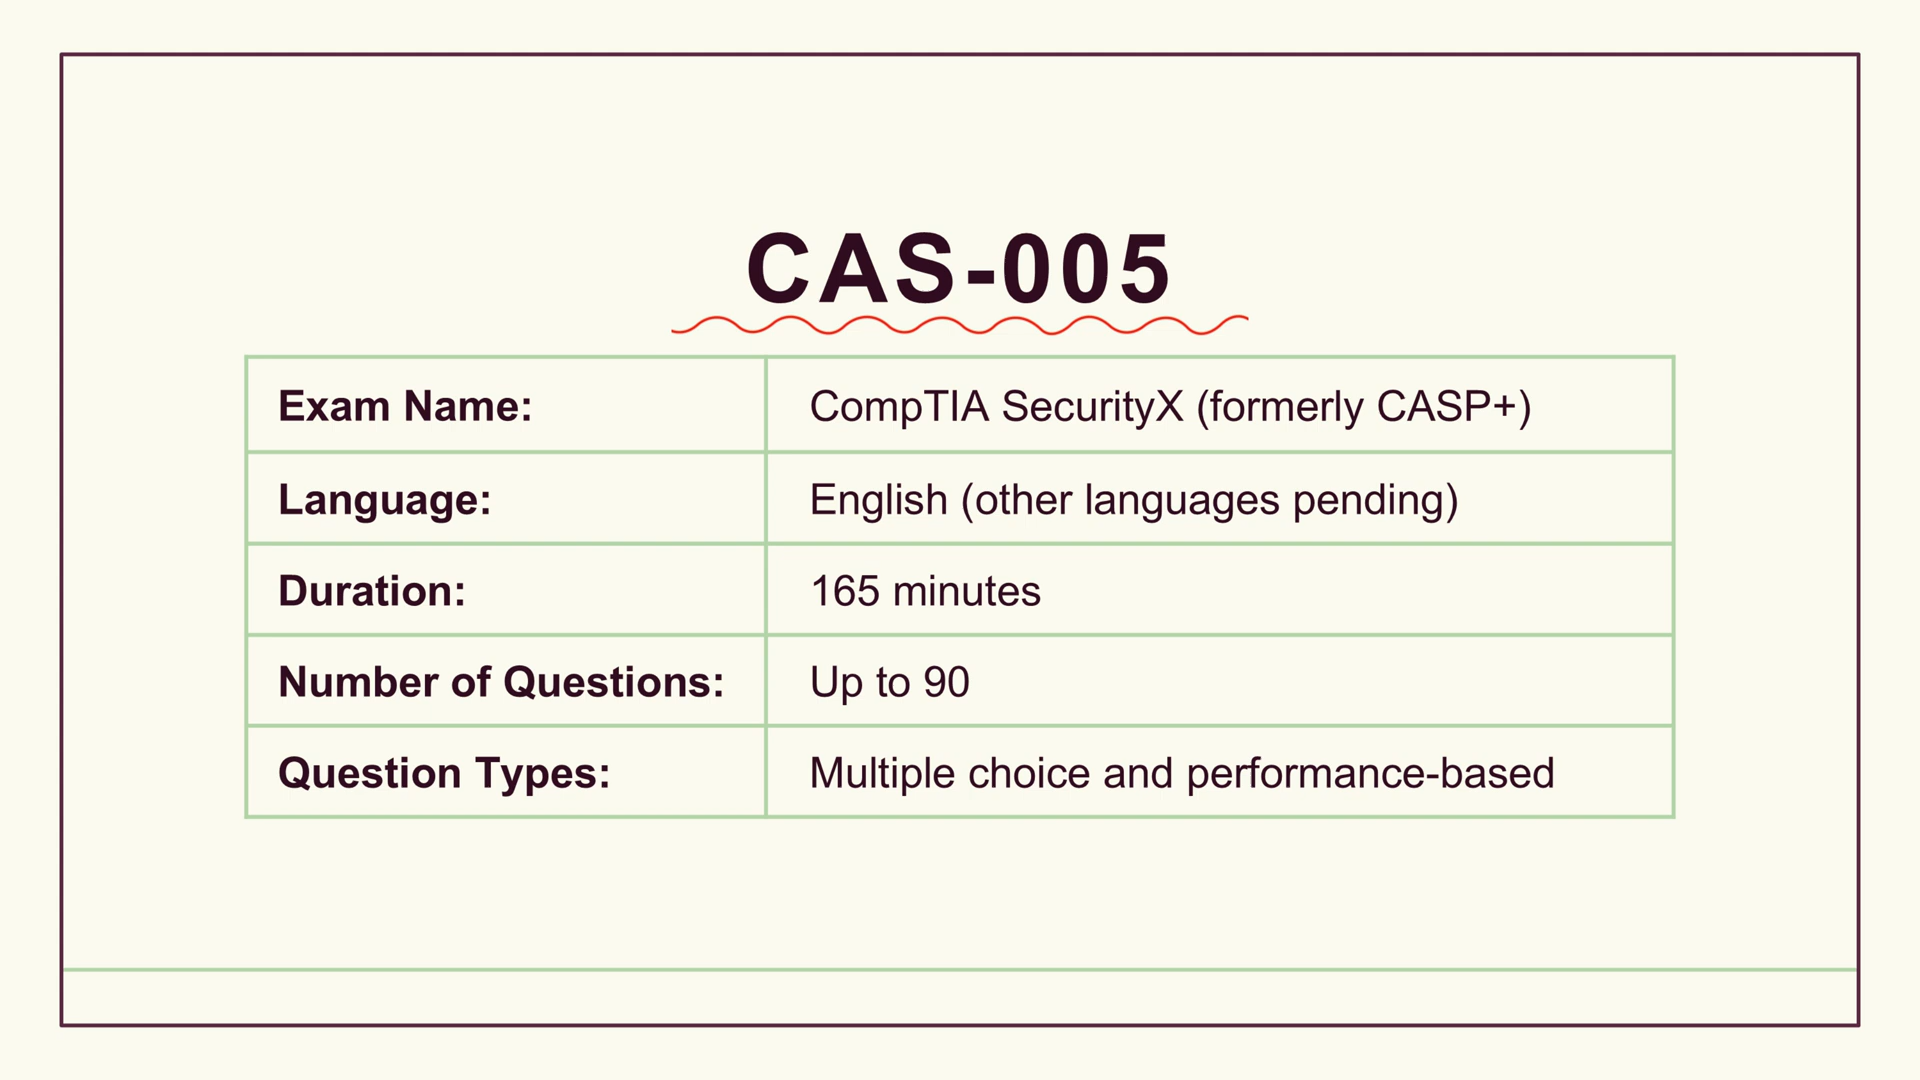 CAS-005
Exam Name: CompTIA SecurityX (formerly CASP+)
Language: English (other languages pending)
Duration: 165 minutes
Number of Questions: Up to 90
Question Types: Multiple choice and performance-based